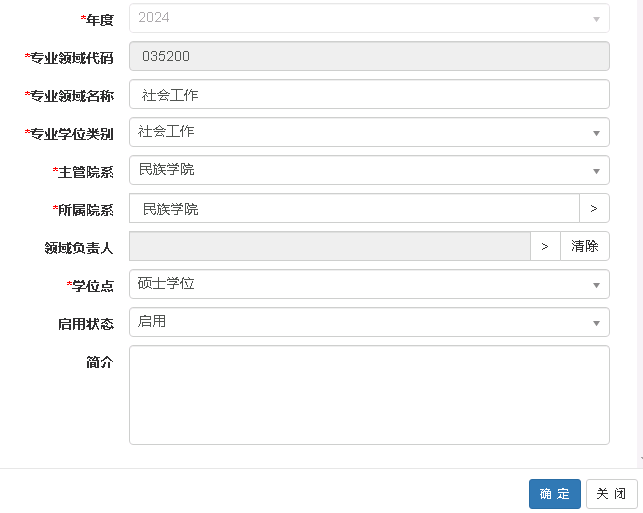 *年度 2024
*专业领域代码 035200
*专业领域名称 社会工作
*专业学位类别 社会工作
*主管院系 民族学院
*所属院系 民族学院 >
领域负责人 > 清除
*学位点 硕士学位
启用状态 启用
简介
确 定 关 闭